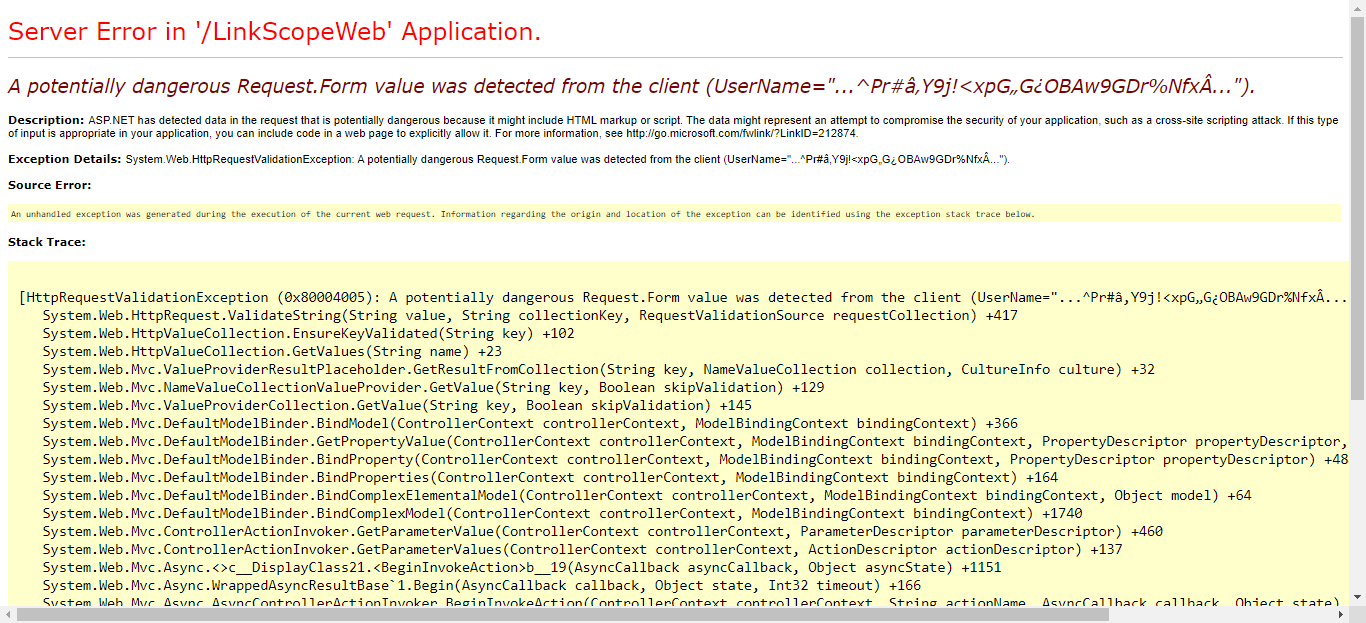 Server Error in '/LinkScopeWeb' Application.
A potentially dangerous Request.Form value was detected from the client (UserName="...^Pr#â‚Y9j!<xpG„G¿OBAw9GDr%NfxÂ...").
Description: ASP.NET has detected data in the request that is potentially dangerous because it might include HTML markup or script. The data might represent an attempt to compromise the security of your application, such as a cross-site scripting attack. If this type
of input is appropriate in your application, you can include code in a web page to explicitly allow it. For more information, see http://go.microsoft.com/fwlink/?LinkID=212874.
Exception Details: System.Web.HttpRequestValidationException: A potentially dangerous Request.Form value was detected from the client (UserName="...^Pr#â‚Y9j!<xpG„G¿OBAw9GDr%NfxÂ...").
Source Error:
An unhandled exception was generated during the execution of the current web request. Information regarding the origin and location of the exception can be identified using the exception stack trace below.
Stack Trace:
[HttpRequestValidationException (0x80004005): A potentially dangerous Request.Form value was detected from the client (UserName="...^Pr#â‚Y9j!<xpG„G¿OBAw9GDr%NfxÂ...
System.Web.HttpRequest.ValidateString(String value, String collectionKey, RequestValidationSource requestCollection) +417
System.Web.HttpValueCollection.EnsureKeyValidated(String key) +102
System.Web.HttpValueCollection.GetValues(String name) +23
System.Web.Mvc.ValueProviderResultPlaceholder.GetResultFromCollection(String key, NameValueCollection collection, CultureInfo culture) +32
System.Web.Mvc.NameValueCollectionValueProvider.GetValue(String key, Boolean skipValidation) +129
System.Web.Mvc.ValueProviderCollection.GetValue(String key, Boolean skipValidation) +145
System.Web.Mvc.DefaultModelBinder.BindModel(ControllerContext controllerContext, ModelBindingContext bindingContext) +366
System.Web.Mvc.DefaultModelBinder.GetPropertyValue(ControllerContext controllerContext, ModelBindingContext bindingContext, PropertyDescriptor propertyDescriptor,
System.Web.Mvc.DefaultModelBinder.BindProperty(ControllerContext controllerContext, ModelBindingContext bindingContext, PropertyDescriptor propertyDescriptor) +48
System.Web.Mvc.DefaultModelBinder.BindProperties(ControllerContext controllerContext, ModelBindingContext bindingContext) +164
System.Web.Mvc.DefaultModelBinder.BindComplexElementalModel(ControllerContext controllerContext, ModelBindingContext bindingContext, Object model) +64
System.Web.Mvc.DefaultModelBinder.BindComplexModel(ControllerContext controllerContext, ModelBindingContext bindingContext) +1740
System.Web.Mvc.ControllerActionInvoker.GetParameterValue(ControllerContext controllerContext, ParameterDescriptor parameterDescriptor) +460
System.Web.Mvc.ControllerActionInvoker.GetParameterValues(ControllerContext controllerContext, ActionDescriptor actionDescriptor) +137
System.Web.Mvc.Async.<>c__DisplayClass21.<BeginInvokeAction>b__19(AsyncCallback asyncCallback, Object asyncState) +1151
System.Web.Mvc.Async.WrappedAsyncResultBase`1.Begin(AsyncCallback callback, Object state, Int32 timeout) +166
System.Web.Mvc.Async.AsyncControllerActionInvoker.BeginInvokeAction(ControllerContext controllerContext, String actionName, AsyncCallback callback, Object state)